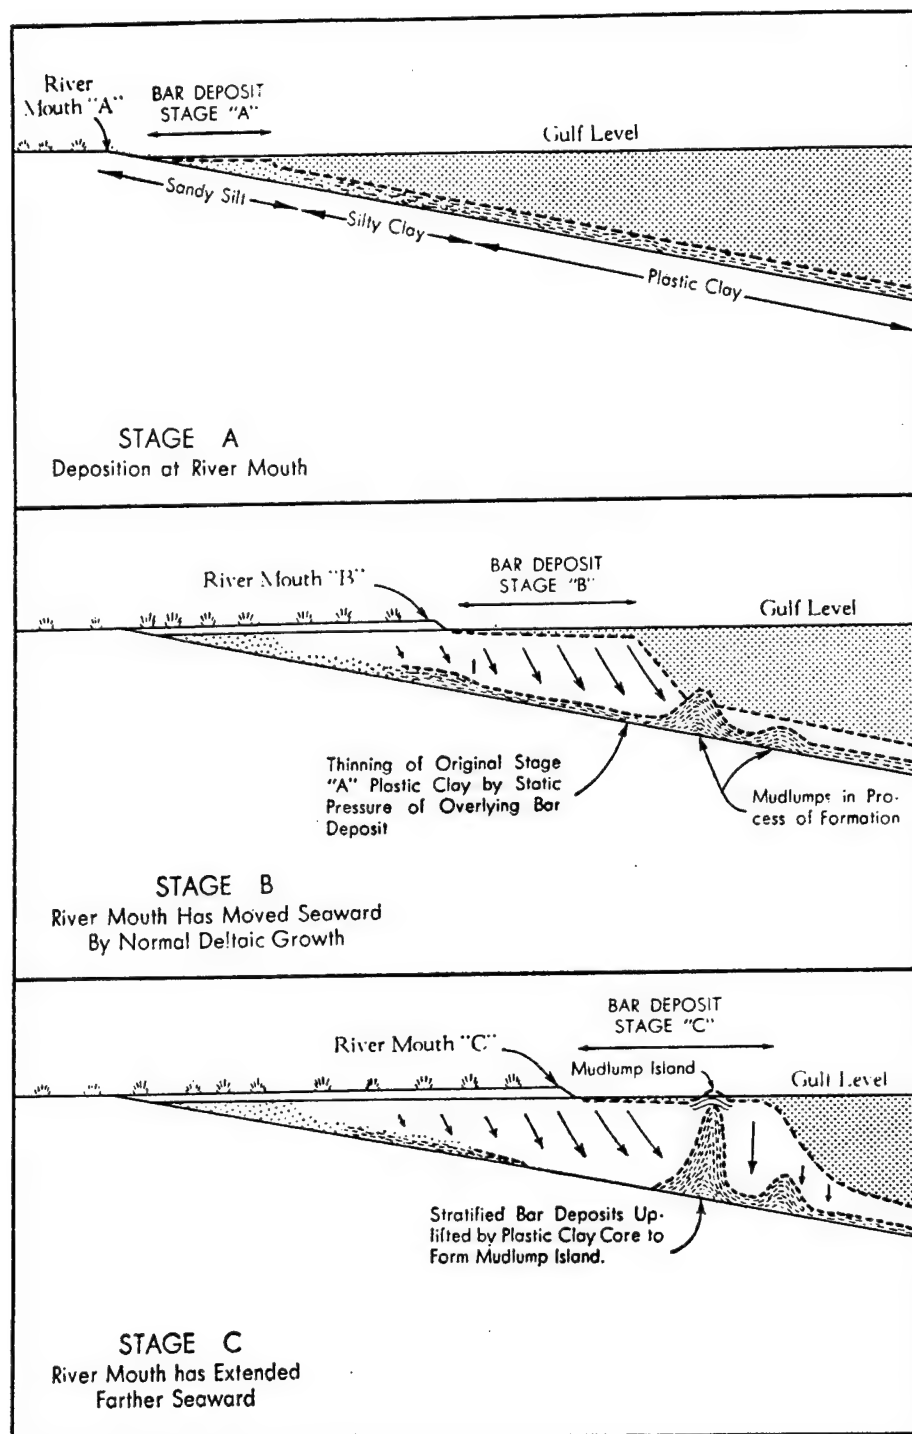 River
Mouth "A"
BAR DEPOSIT
STAGE "A"
Gulf Level
Sandy Silt
Silty Clay
Plastic Clay
STAGE A
Deposition at River Mouth
River Mouth "B"
BAR DEPOSIT
STAGE "B"
Gulf Level
Thinning of Original Stage
"A" Plastic Clay by Static
Pressure of Overlying Bar
Deposit
Mudlumps in Pro-
cess of Formation
STAGE B
River Mouth Has Moved Seaward
By Normal Deltaic Growth
BAR DEPOSIT
STAGE "C"
River Mouth "C"
Mudlump Island
Gulf Level
Stratified Bar Deposits Up-
lifted by Plastic Clay Core to
Form Mudlump Island.
STAGE C
River Mouth has Extended
Farther Seaward